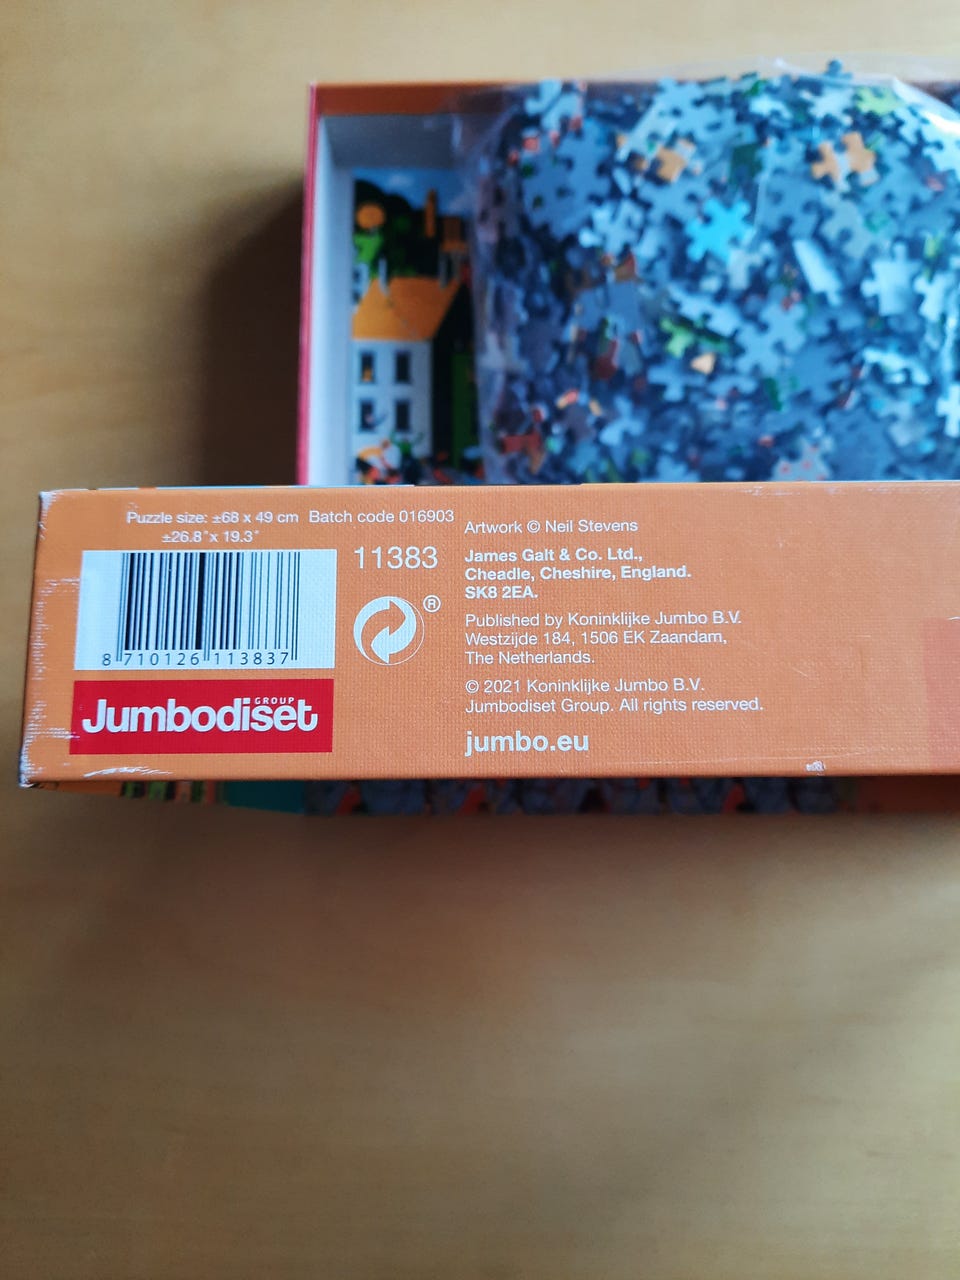 Puzzle size: ±68 x 49 cm Batch code 016903
±26.8" x 19.3"
8 710126 113837
GROUP
Jumbodiset
11383
®
Artwork © Neil Stevens
James Galt & Co. Ltd.,
Cheadle, Cheshire, England.
SK8 2EA.
Published by Koninklijke Jumbo B.V.
Westzijde 184, 1506 EK Zaandam,
The Netherlands.
© 2021 Koninklijke Jumbo B.V.
Jumbodiset Group. All rights reserved.
jumbo.eu